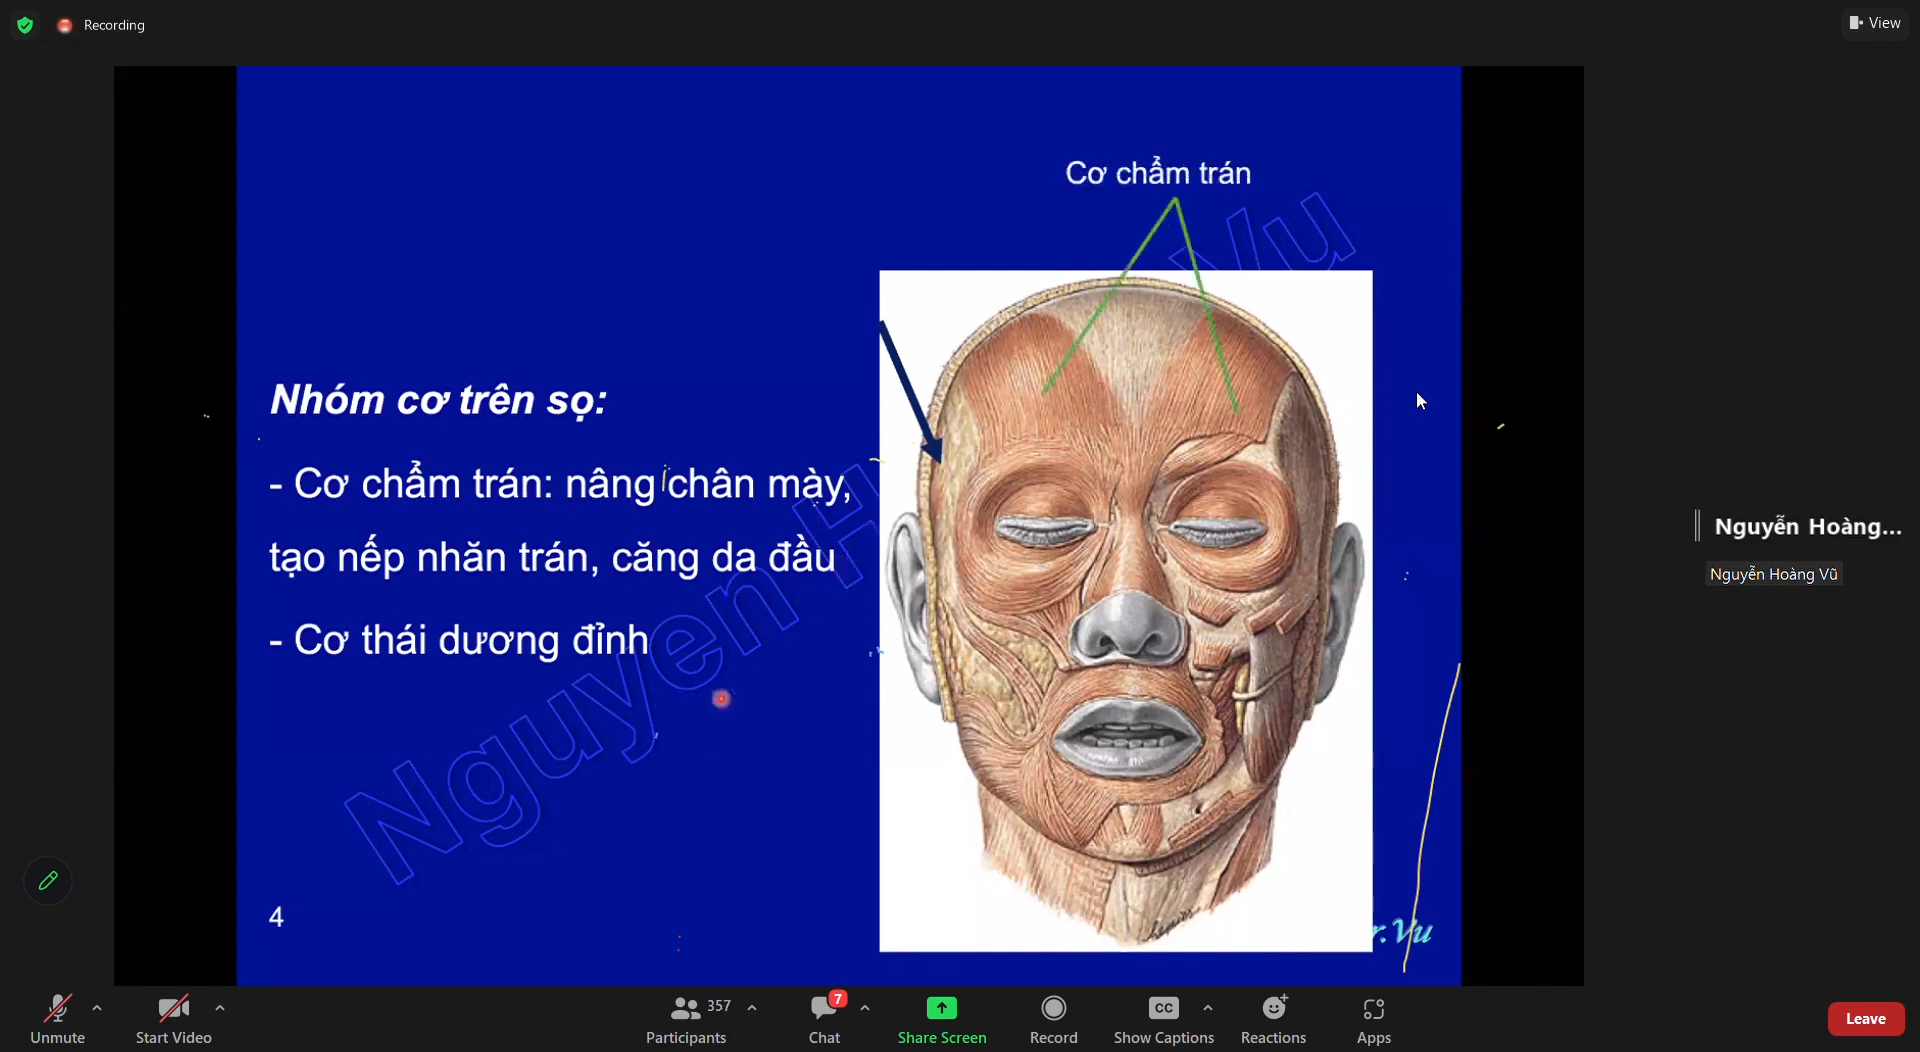 Recording
View
Cơ chẩm trán
Nhóm cơ trên sọ:
- Cơ chẩm trán: nâng chân mày,
tạo nếp nhăn trán, căng da đầu
- Cơ thái dương đỉnh
Nguyen H
Vu
4
r.Vu
Nguyễn Hoàng...
Nguyễn Hoàng Vũ
Unmute
Start Video
357
Participants
7
Chat
Share Screen
Record
CC
Show Captions
Reactions
Apps
Leave